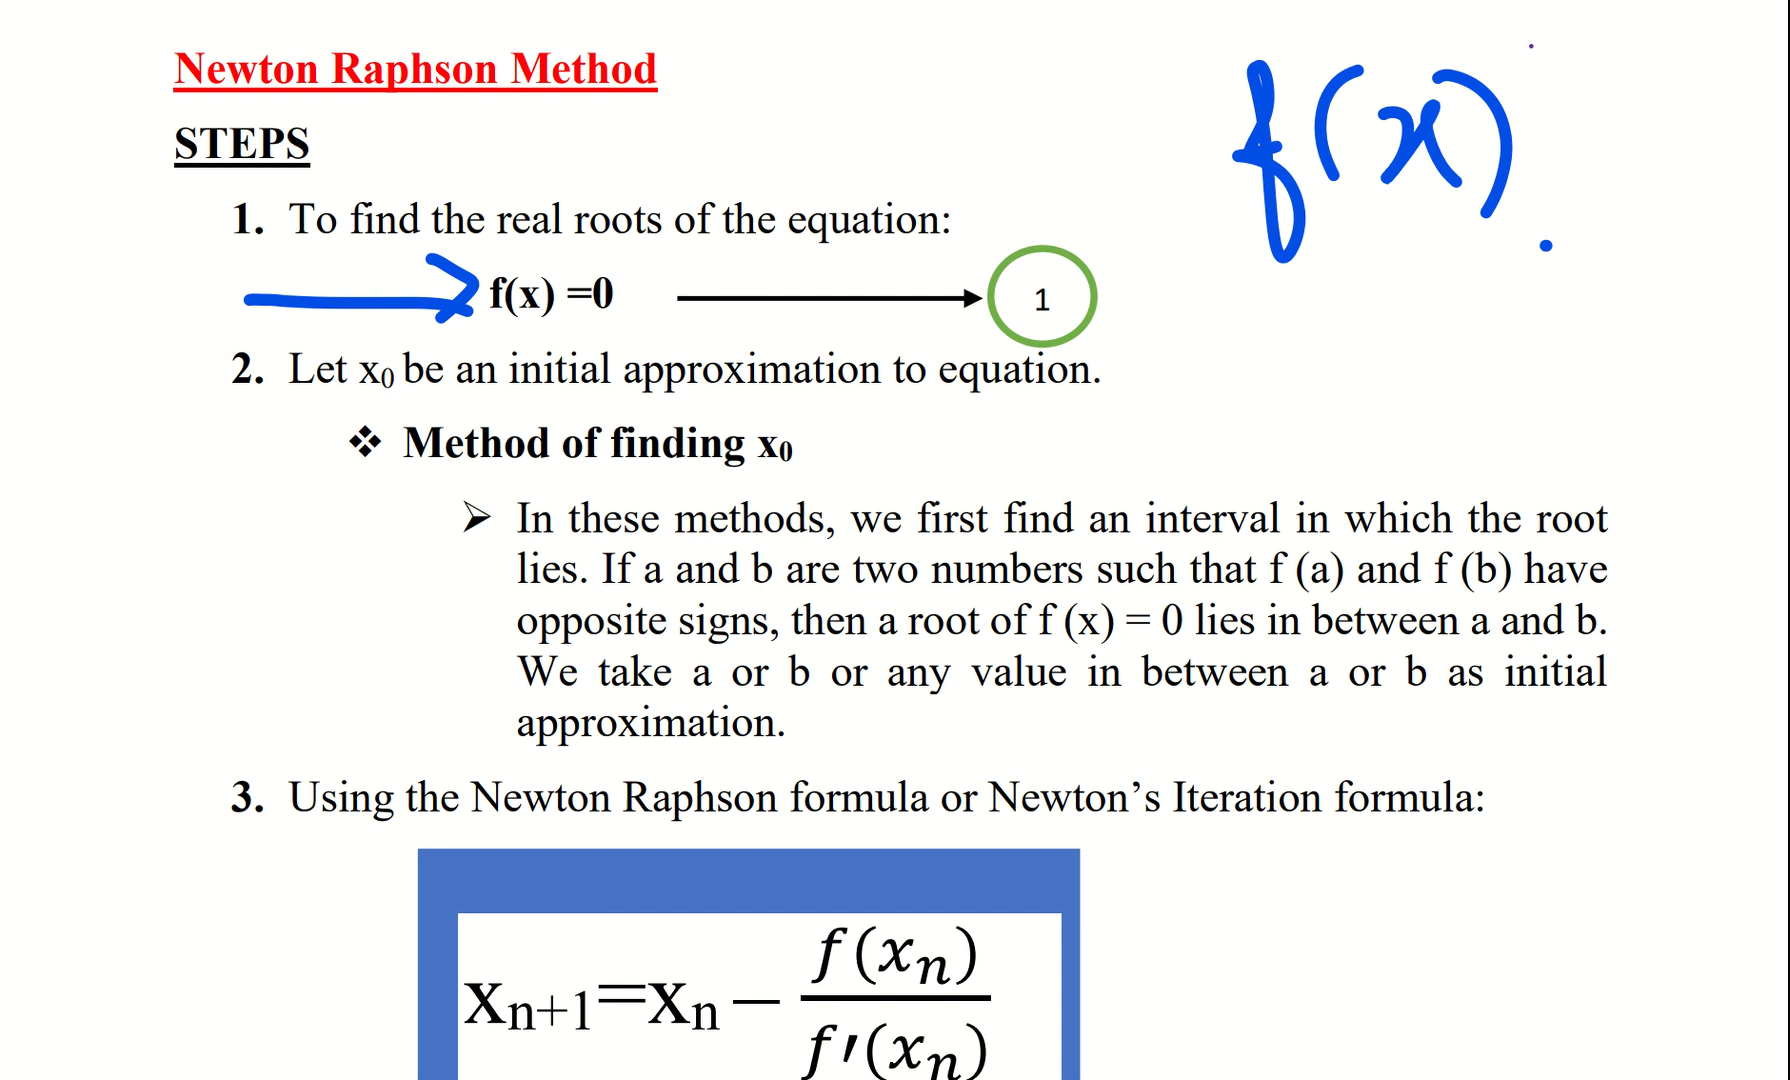 Newton Raphson Method
f(x).
STEPS
1. To find the real roots of the equation:
f(x) =0
1
2. Let x₀ be an initial approximation to equation.
❖ Method of finding x₀
➢ In these methods, we first find an interval in which the root
lies. If a and b are two numbers such that f (a) and f (b) have
opposite signs, then a root of f (x) = 0 lies in between a and b.
We take a or b or any value in between a or b as initial
approximation.
3. Using the Newton Raphson formula or Newton’s Iteration formula:
xₙ₊₁=xₙ − f(xₙ)/f′(xₙ)